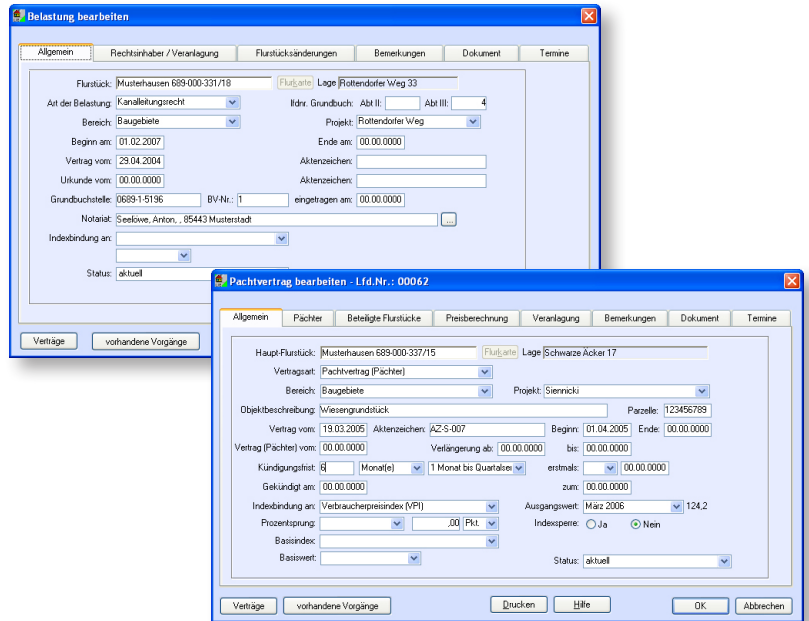 Belastung bearbeiten
Allgemein Rechtsinhaber / Veranlagung Flurstücksänderungen Bemerkungen Dokument Termine
Flurstück: Musterhausen 689-000-331/18 Flurkarte Lage Rottendorfer Weg 33
Art der Belastung: Kanalleitungsrecht lfdnr. Grundbuch: Abt II: Abt III: 4
Bereich: Baugebiete Projekt: Rottendorfer Weg
Beginn am: 01.02.2007 Ende am: 00.00.0000
Vertrag vom: 29.04.2004 Aktenzeichen:
Urkunde vom: 00.00.0000 Aktenzeichen:
Grundbuchstelle: 0689-1-5196 BV-Nr.: 1 eingetragen am: 00.00.0000
Notariat: Seelöwe, Anton, , 85443 Musterstadt ...
Indexbindung an:
Status: aktuell
Verträge vorhandene Vorgänge
Pachtvertrag bearbeiten - Lfd.Nr.: 00062
Allgemein Pächter Beteiligte Flurstücke Preisberechnung Veranlagung Bemerkungen Dokument Termine
Haupt-Flurstück: Musterhausen 689-000-337/15 Flurkarte Lage Schwarze Äcker 17
Vertragsart: Pachtvertrag (Pächter)
Bereich: Baugebiete Projekt: Siennicki
Objektbeschreibung: Wiesengrundstück Parzelle: 123456789
Vertrag vom: 19.03.2005 Aktenzeichen: AZ-S-007 Beginn: 01.04.2005 Ende: 00.00.0000
Vertrag (Pächter) vom: 00.00.0000 Verlängerung ab: 00.00.0000 bis: 00.00.0000
Kündigungsfrist: 6 Monat(e) 1 Monat bis Quartalser erstmals: 00.00.0000
Gekündigt am: 00.00.0000 zum: 00.00.0000
Indexbindung an: Verbraucherpreisindex (VPI) Ausgangswert: März 2006 124,2
Prozentsprung: ,00 Pkt. Indexsperre: Ja Nein
Basisindex:
Basiswert: Status: aktuell
Verträge vorhandene Vorgänge Drucken Hilfe OK Abbrechen